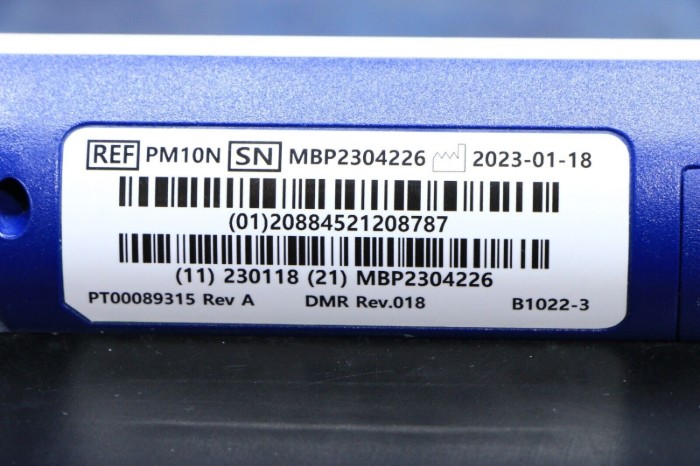 REF PM10N SN MBP2304226 2023-01-18
(01)20884521208787
(11) 230118 (21) MBP2304226
PT00089315 Rev A DMR Rev.018 B1022-3